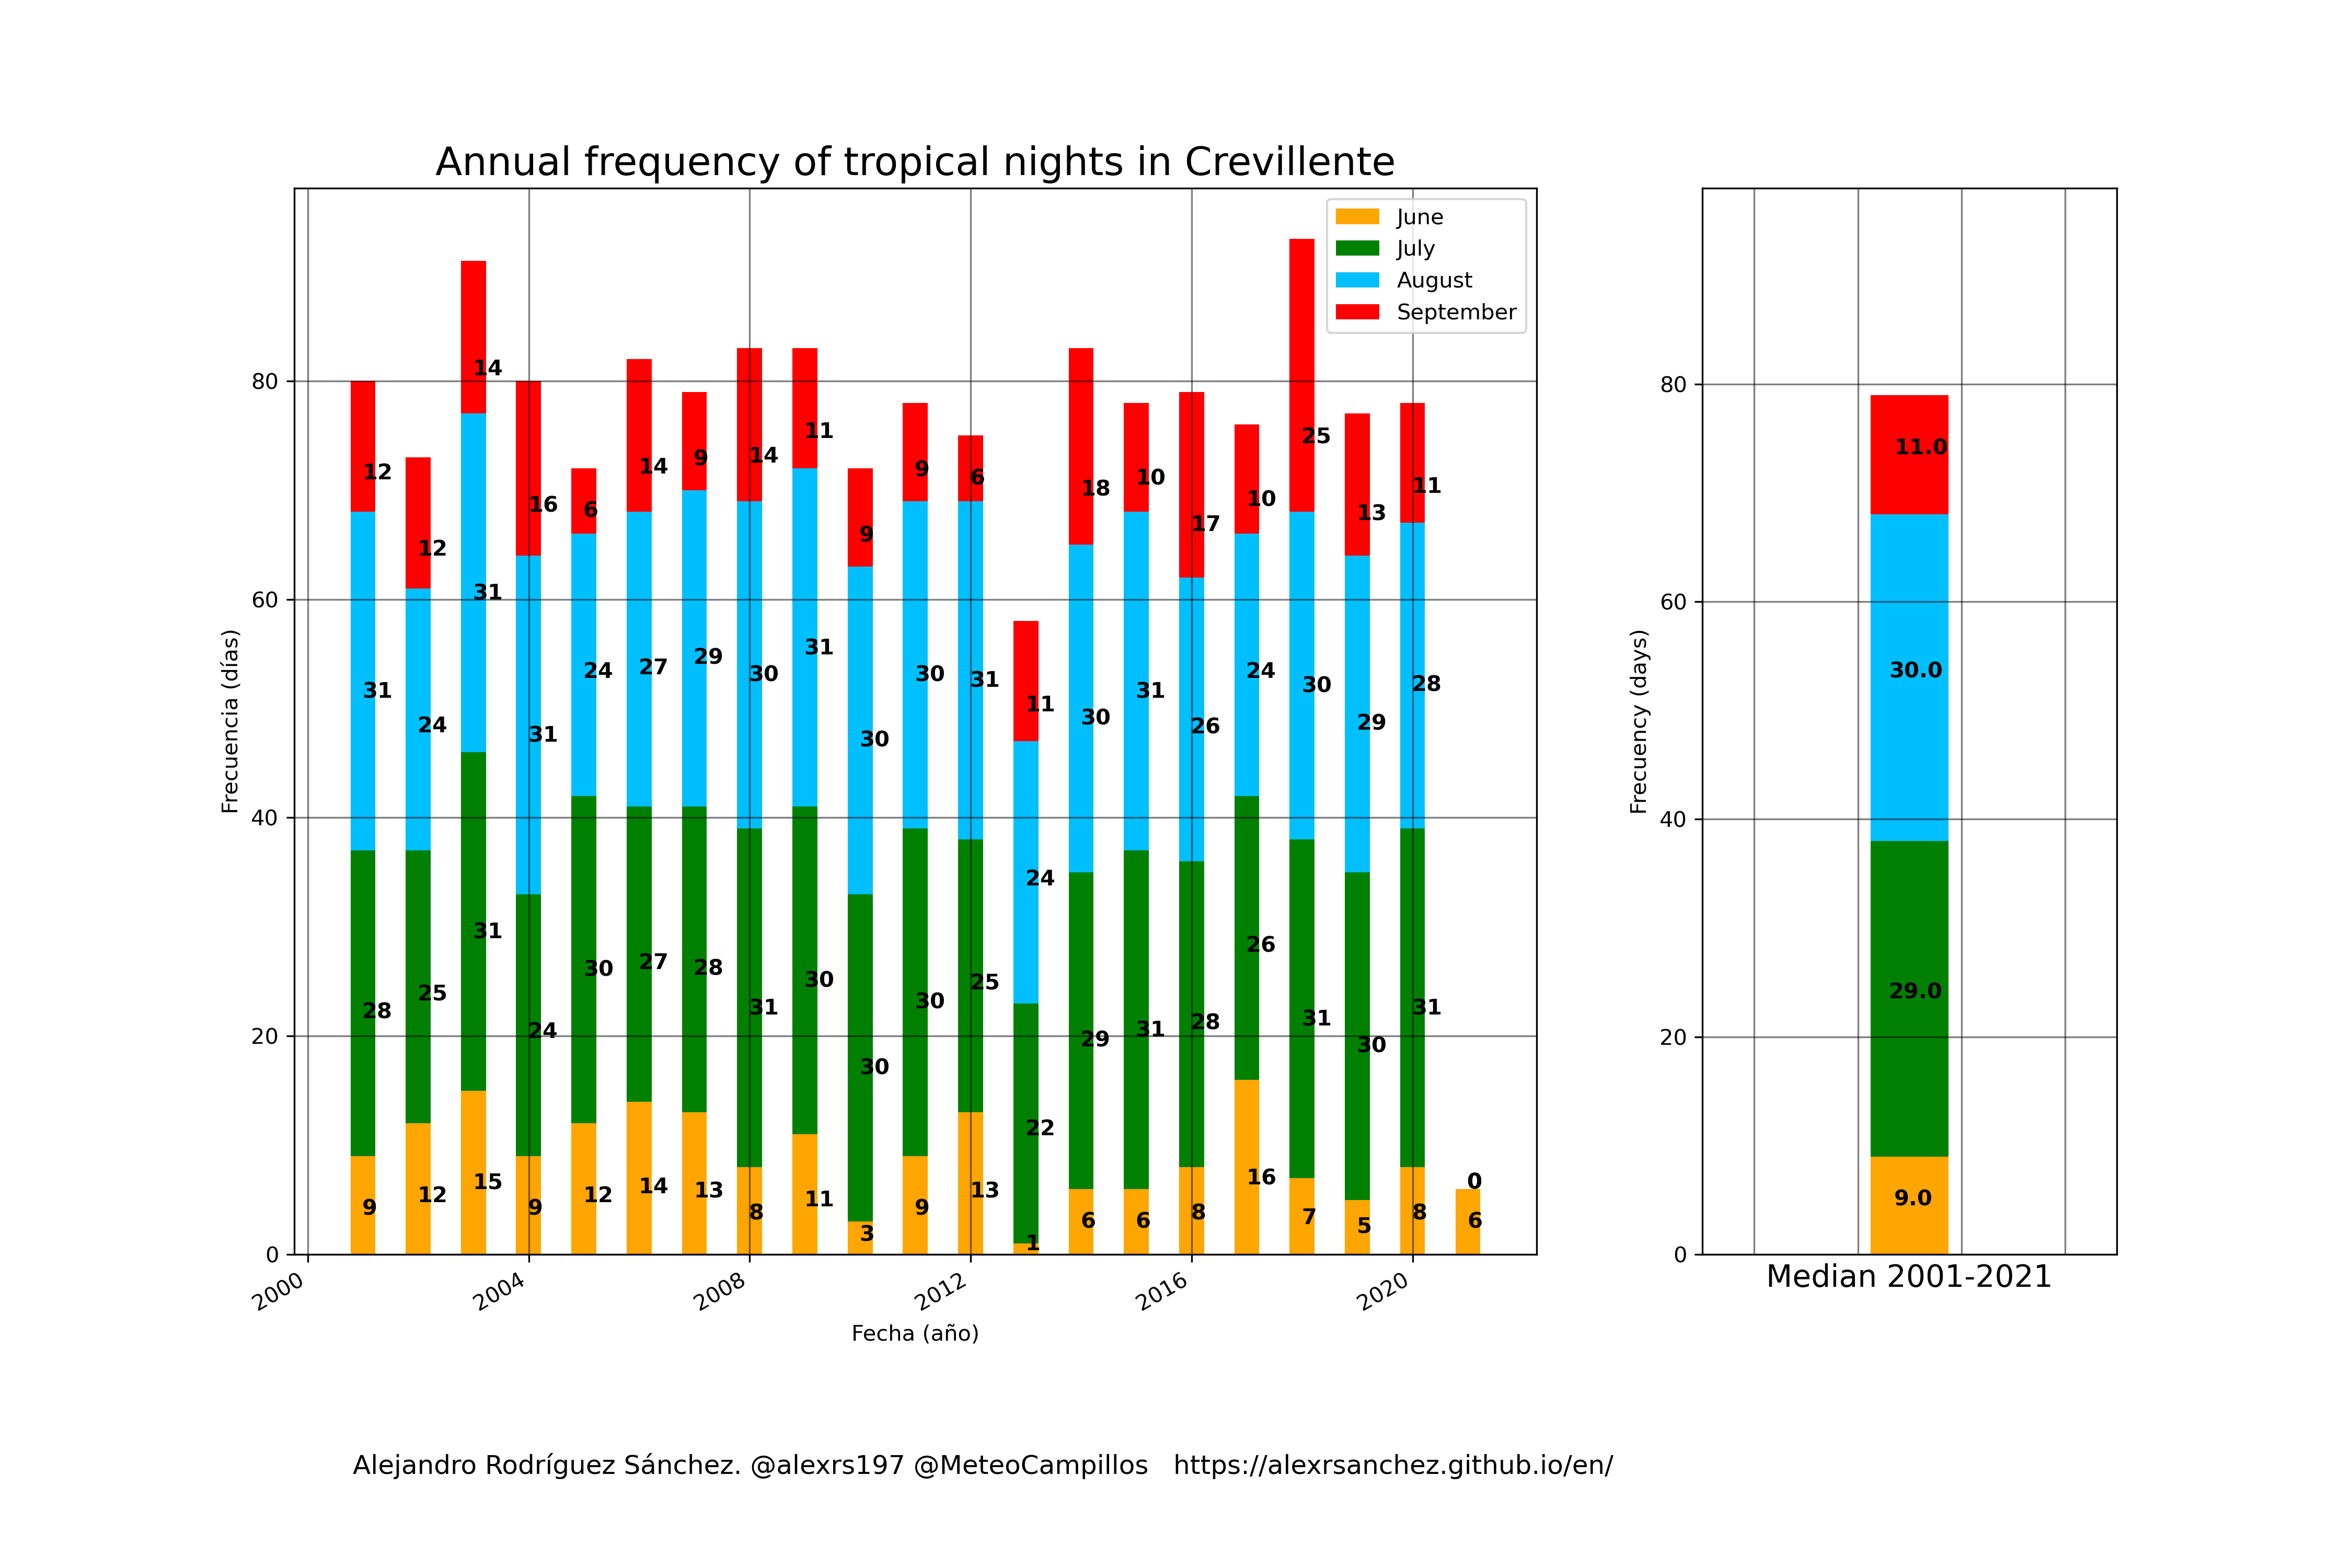 Annual frequency of tropical nights in Crevillente
June
July
August
September
Frecuencia (días)
80
60
40
20
0
12 12 14 16 6 14 9 14 11 9 9 6 11 18 10 17 10 25 13 11
31 24 31 31 24 27 29 30 31 30 30 31 24 30 31 26 24 30 29 28
28 25 31 24 30 27 28 31 30 30 30 25 22 29 31 28 26 31 30 31 0
9 12 15 9 12 14 13 8 11 3 9 13 1 6 6 8 16 7 5 8 6
2000 2004 2008 2012 2016 2020
Fecha (año)
Frecuency (days)
80
60
40
20
0
11.0
30.0
29.0
9.0
Median 2001-2021
Alejandro Rodríguez Sánchez. @alexrs197 @MeteoCampillos https://alexrsanchez.github.io/en/